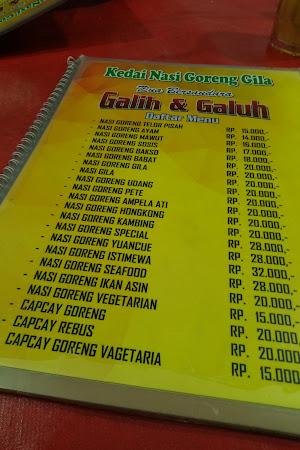 Kedai Nasi Goreng Gila
Dua Bersaudara
Galih & Galuh
Daftar Menu
- NASI GORENG TELOR PISAH RP. 15.000,-
- NASI GORENG AYAM RP. 14.000,-
- NASI GORENG MAWUT RP. 16.000,-
- NASI GORENG SOSIS RP. 17.000,-
- NASI GORENG BAKSO RP. 18.000,-
- NASI GORENG BABAT RP. 20.000,-
- NASI GORENG GILA RP. 20.000,-
- NASI GILA RP. 20.000,-
- NASI GORENG UDANG RP. 20.000,-
- NASI GORENG PETE RP. 20.000,-
- NASI GORENG AMPELA ATI RP. 20.000,-
- NASI GORENG HONGKONG RP. 20.000,-
- NASI GORENG KAMBING RP. 20.000,-
- NASI GORENG SPECIAL RP. 28.000,-
- NASI GORENG YUANCUE RP. 28.000,-
- NASI GORENG ISTIMEWA RP. 32.000,-
- NASI GORENG SEAFOOD RP. 28.000,-
- NASI GORENG IKAN ASIN RP. 20.000,-
- NASI GORENG VEGETARIAN RP. 15.000,-
- CAPCAY GORENG RP. 20.000,-
- CAPCAY REBUS RP. 20.000,-
CAPCAY GORENG VAGETARIA RP. 15.000,-